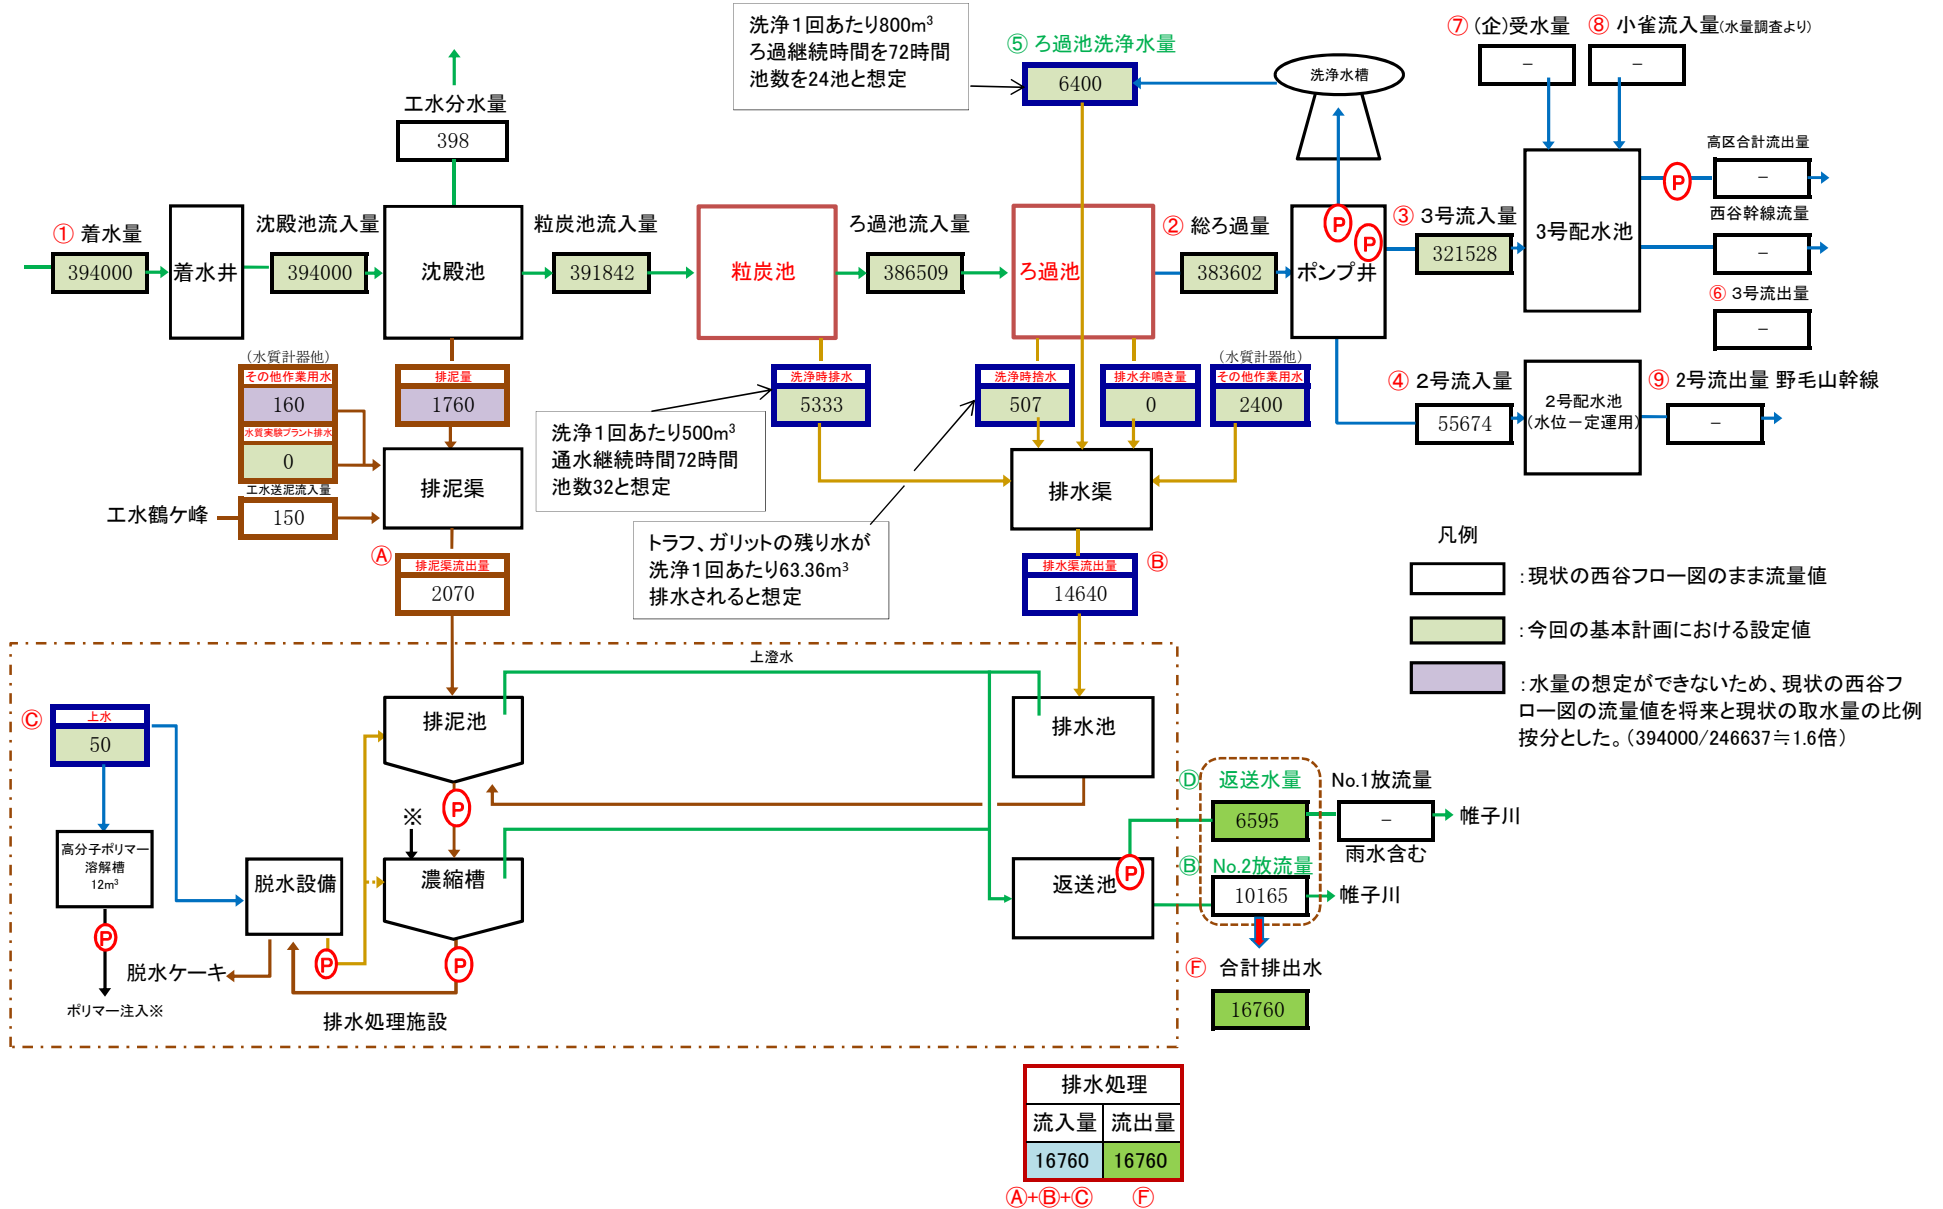 洗浄1回あたり800m³
ろ過継続時間を72時間
池数を24池と想定
⑤ ろ過池洗浄水量
6400
洗浄水槽
⑦ (企)受水量
-
⑧ 小雀流入量(水量調査より)
-
工水分水量
398
高区合計流出量
-
西谷幹線流量
-
⑥ 3号流出量
-
① 着水量
394000
着水井
沈殿池流入量
394000
沈殿池
粒炭池流入量
391842
粒炭池
ろ過池流入量
386509
ろ過池
② 総ろ過量
383602
P
P
ポンプ井
③ 3号流入量
321528
3号配水池
P
(水質計器他)
その他作業用水
160
水質実験プラント排水
0
工水送泥流入量
工水鶴ケ峰
150
排泥量
1760
排泥渠
Ⓐ
排泥渠流出量
2070
洗浄時排水
5333
洗浄1回あたり500m³
通水継続時間72時間
池数32と想定
洗浄時捨水
507
排水弁鳴き量
0
(水質計器他)
その他作業用水
2400
排水渠
トラフ、ガリットの残り水が
洗浄1回あたり63.36m³
排水されると想定
排水渠流出量
14640
Ⓑ
④ 2号流入量
55674
2号配水池
(水位一定運用)
⑨ 2号流出量 野毛山幹線
-
凡例
：現状の西谷フロー図のまま流量値
：今回の基本計画における設定値
：水量の想定ができないため、現状の西谷フ
ロー図の流量値を将来と現状の取水量の比例
按分とした。（394000/246637≒1.6倍）
上澄水
Ⓒ
上水
50
排泥池
P
排水池
高分子ポリマー
溶解槽
12m³
P
ポリマー注入※
脱水設備
P
脱水ケーキ
※
濃縮槽
P
返送池
P
排水処理施設
Ⓓ 返送水量
6595
No.1放流量
-
雨水含む
帷子川
Ⓑ No.2放流量
10165
帷子川
Ⓕ 合計排出水
16760
排水処理
流入量 流出量
16760 16760
Ⓐ+Ⓑ+Ⓒ Ⓕ